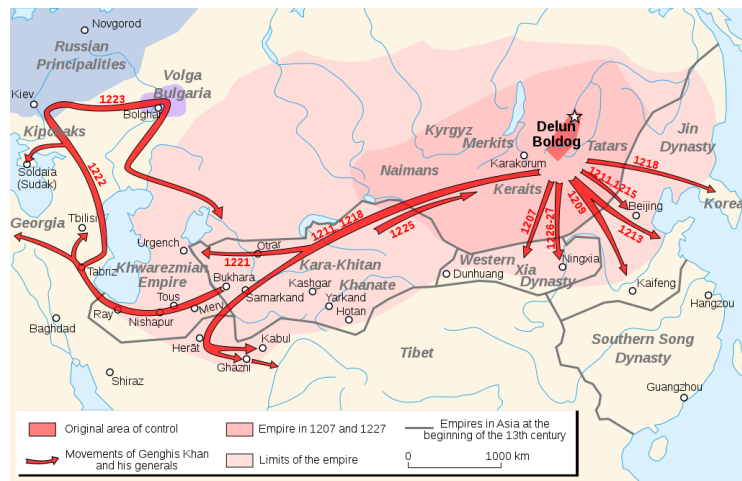 Novgorod
Russian
Principalities
Volga
Bulgaria
Kiev
1223
Bolghar
Kipchaks
Soldaia
(Sudak)
1222
Georgia
Tbilisi
Tabriz
Urgench
Khwarezmian
Empire
Otrar
1221
1211, 1218
1225
Bukhara
Samarkand
Kara-Khitan
Khanate
Kashgar
Yarkand
Hotan
Tous
Merv
Ray
Nishapur
Baghdad
Herāt
Kabul
Ghazni
Shiraz
Kyrgyz
Merkits
Naimans
Karakorum
Keraits
Delun
Boldog
Tatars
Jin
Dynasty
1218
1211,1215
1209
1213
1207
1226-27
Beijing
Korea
Western
Xia
Dynasty
Dunhuang
Ningxia
Kaifeng
Hangzou
Tibet
Southern Song
Dynasty
Guangzhou
Original area of control
Movements of Genghis Khan
and his generals
Empire in 1207 and 1227
Limits of the empire
Empires in Asia at the
beginning of the 13th century
0
1000 km